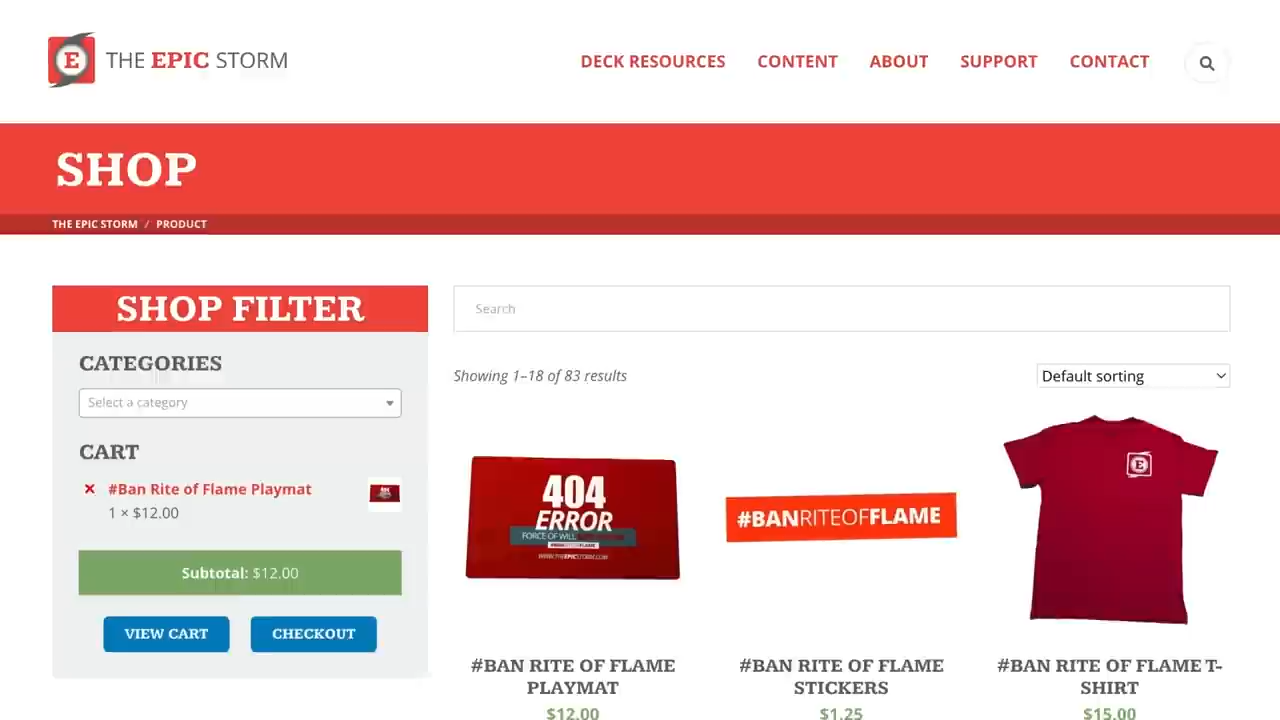 THE EPIC STORM
DECK RESOURCES
CONTENT
ABOUT
SUPPORT
CONTACT
SHOP
THE EPIC STORM / PRODUCT
SHOP FILTER
CATEGORIES
Select a category
CART
× #Ban Rite of Flame Playmat
1 × $12.00
Subtotal: $12.00
VIEW CART
CHECKOUT
Search
Showing 1–18 of 83 results
Default sorting
404
ERROR
FORCE OF WILL
WWW.THEEPICSTORM.COM
#BAN RITE OF FLAME
PLAYMAT
$12.00
#BANRITEOFFLAME
#BAN RITE OF FLAME
STICKERS
$1.25
E
#BAN RITE OF FLAME T-
SHIRT
$15.00